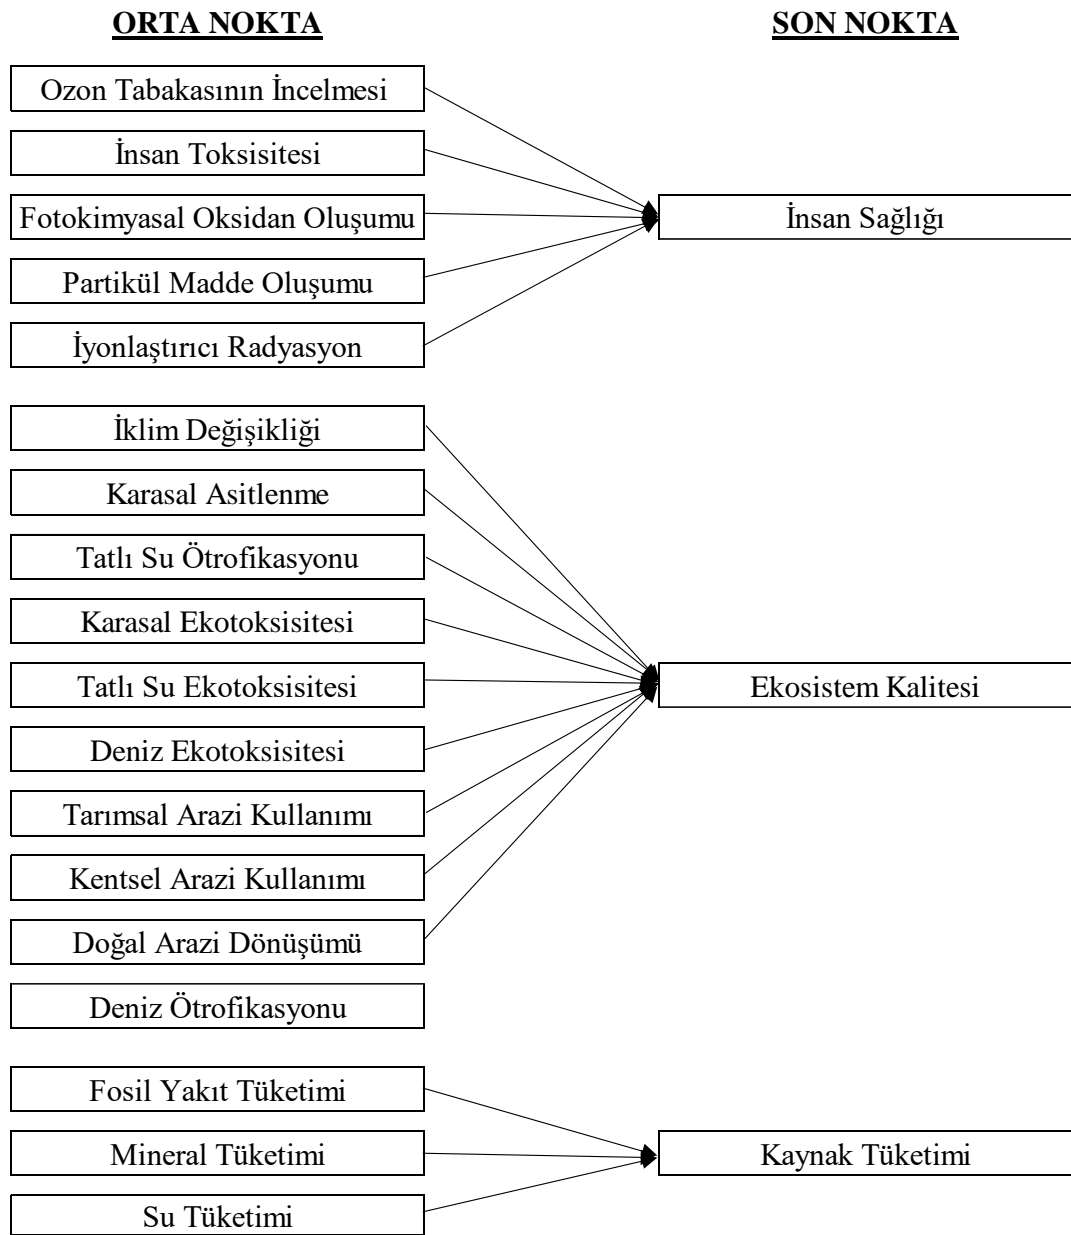 ORTA NOKTA
SON NOKTA
Ozon Tabakasının İncelmesi
İnsan Toksisitesi
Fotokimyasal Oksidan Oluşumu
İnsan Sağlığı
Partikül Madde Oluşumu
İyonlaştırıcı Radyasyon
İklim Değişikliği
Karasal Asitlenme
Tatlı Su Ötrofikasyonu
Karasal Ekotoksisitesi
Tatlı Su Ekotoksisitesi
Ekosistem Kalitesi
Deniz Ekotoksisitesi
Tarımsal Arazi Kullanımı
Kentsel Arazi Kullanımı
Doğal Arazi Dönüşümü
Deniz Ötrofikasyonu
Fosil Yakıt Tüketimi
Mineral Tüketimi
Kaynak Tüketimi
Su Tüketimi